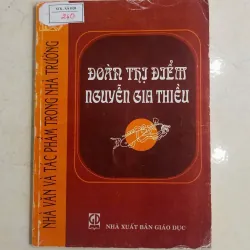 240
NHÀ VĂN VÀ TÁC PHẨM TRONG NHÀ TRƯỜNG
ĐOÀN THỊ ĐIỂM
NGUYỄN GIA THIỀU
NHÀ XUẤT BẢN GIÁO DỤC